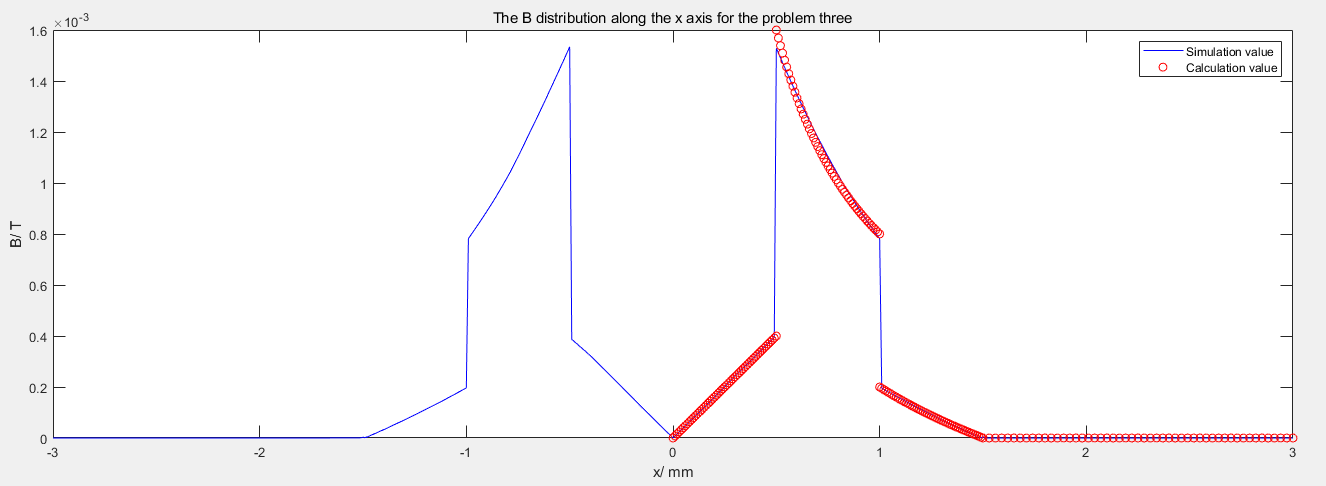 The B distribution along the x axis for the problem three
×10⁻³
1.6
1.4
1.2
1
0.8
0.6
0.4
0.2
0
B/ T
-3 -2 -1 0 1 2 3
x/ mm
Simulation value
Calculation value